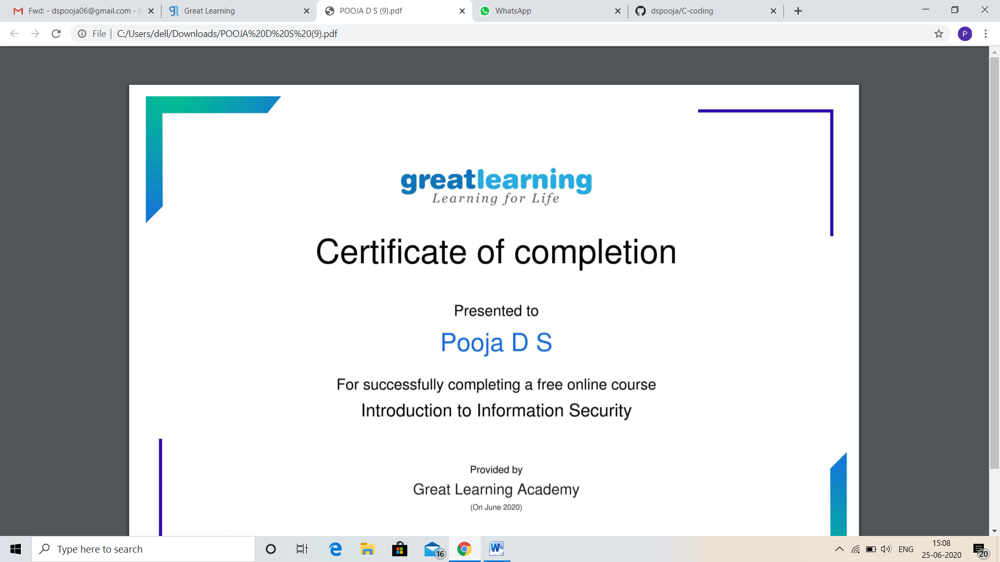 Fwd: - dspooja06@gmail.com - G
Great Learning
POOJA D S (9).pdf
WhatsApp
dspooja/C-coding
File
C:/Users/dell/Downloads/POOJA%20D%20S%20(9).pdf
P
greatlearning
Learning for Life
Certificate of completion
Presented to
Pooja D S
For successfully completing a free online course
Introduction to Information Security
Provided by
Great Learning Academy
(On June 2020)
Type here to search
16
ENG
15:08
25-06-2020
20